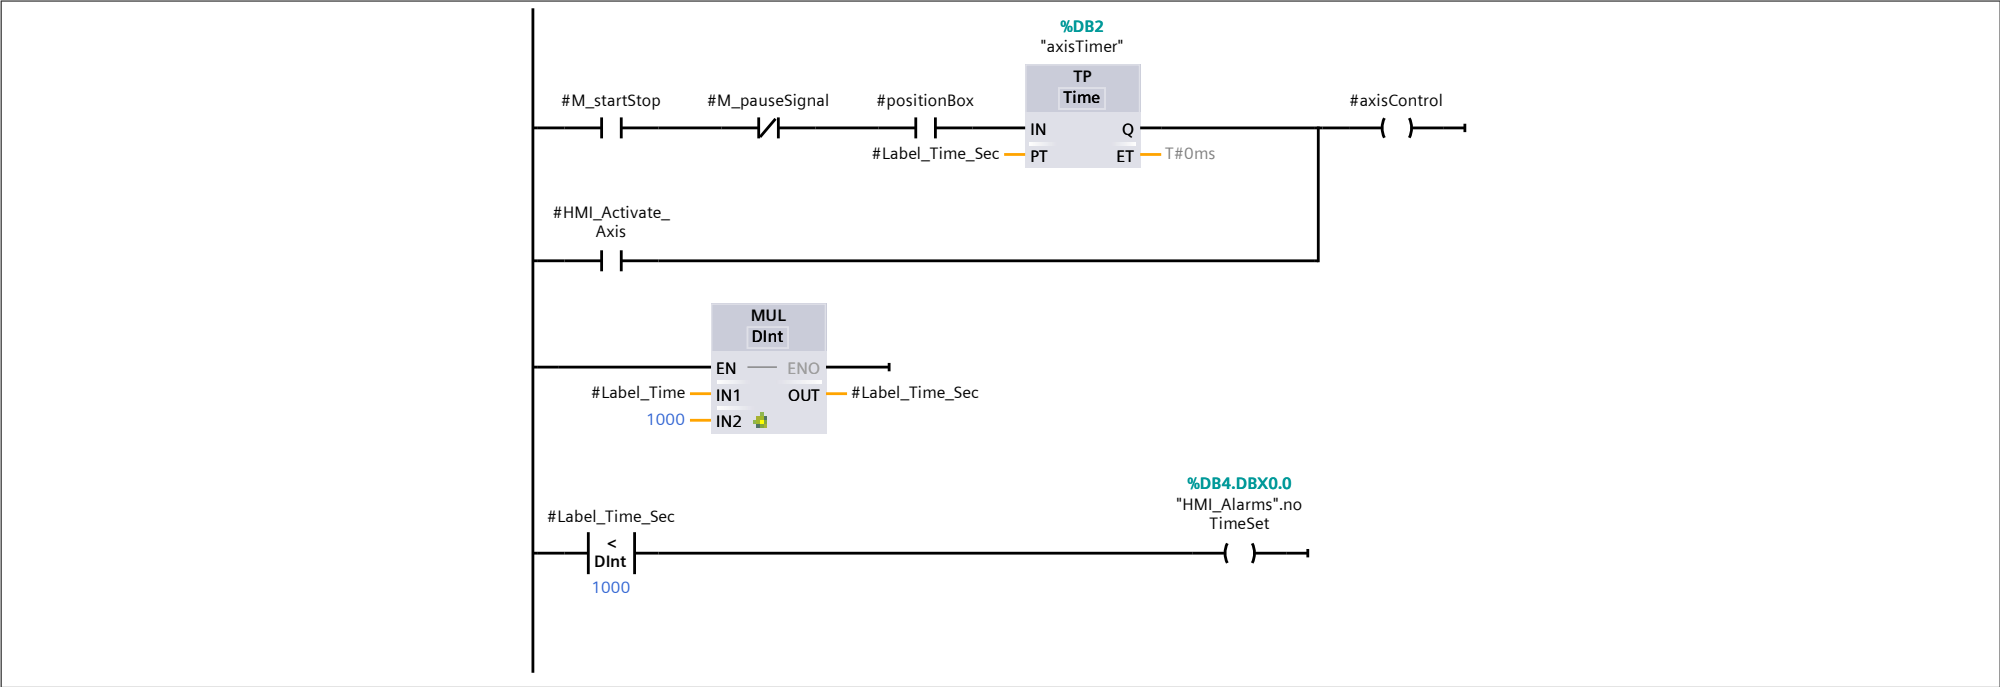 %DB2
"axisTimer"
TP
Time
#M_startStop
#M_pauseSignal
#positionBox
#axisControl
IN
Q
#Label_Time_Sec
PT
ET
T#0ms
#HMI_Activate_
Axis
MUL
DInt
EN
ENO
#Label_Time
IN1
OUT
#Label_Time_Sec
1000
IN2
%DB4.DBX0.0
"HMI_Alarms".no
TimeSet
#Label_Time_Sec
<
DInt
1000